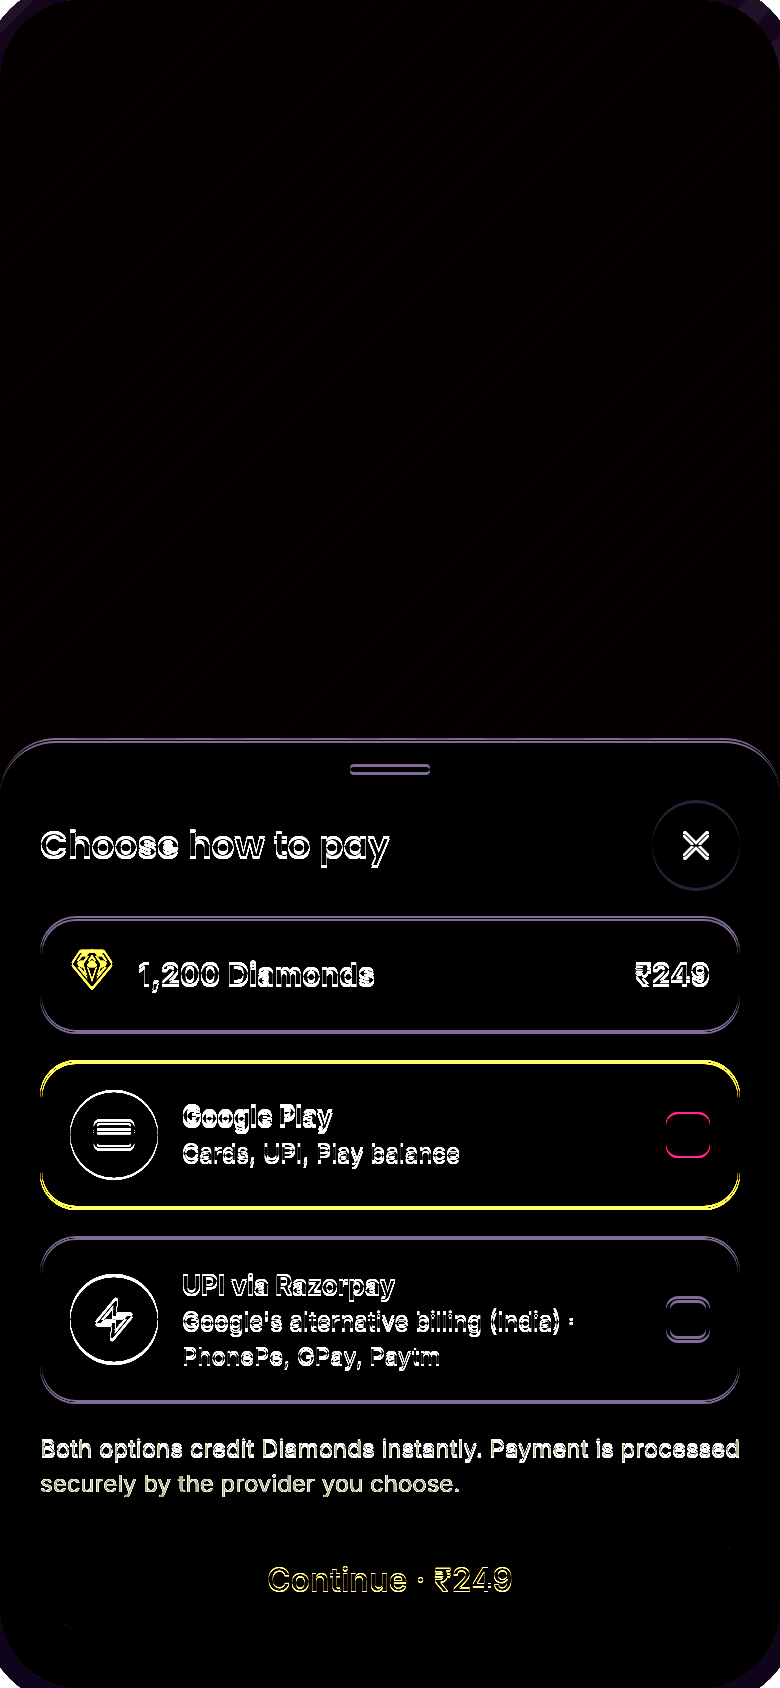 Choose how to pay
1,200 Diamonds ₹249
Google Play
Cards, UPI, Play balance
UPI via Razorpay
Google's alternative billing (India) ·
PhonePe, GPay, Paytm
Both options credit Diamonds instantly. Payment is processed
securely by the provider you choose.
Continue · ₹249